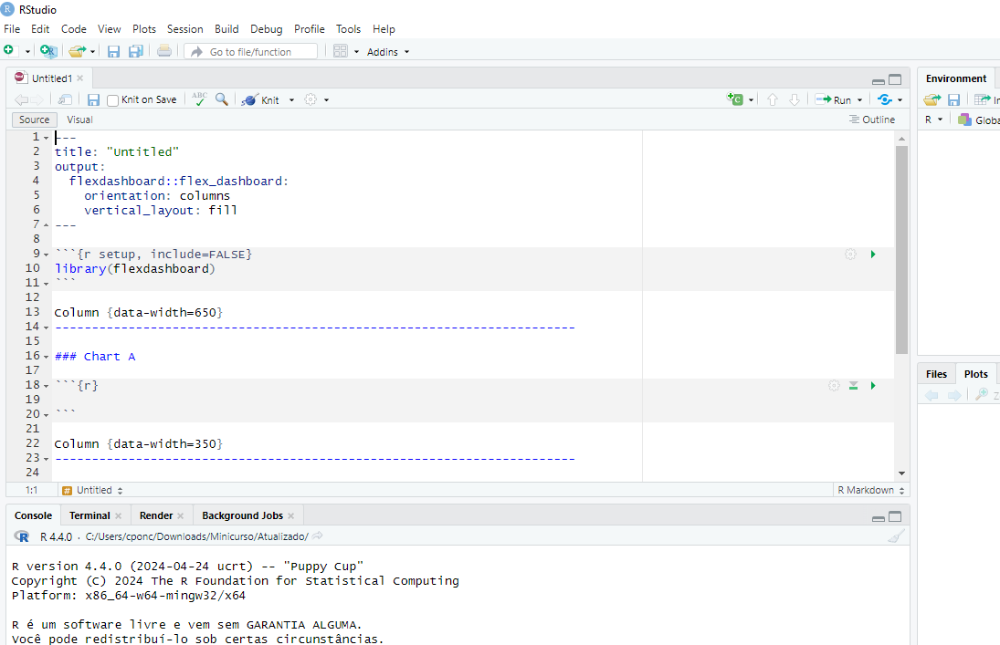 RStudio
File Edit Code View Plots Session Build Debug Profile Tools Help
Go to file/function Addins
Untitled1
Environment
Knit on Save ABC Knit Run
Source Visual Outline
R
1 ---
2 title: "Untitled"
3 output:
4 flexdashboard::flex_dashboard:
5 orientation: columns
6 vertical_layout: fill
7 ---
8
9 ```{r setup, include=FALSE}
10 library(flexdashboard)
11 ```
12
13 Column {data-width=650}
14 -----------------------------------------------------------------------
15
16 ### Chart A
17
18 ```{r}
19
20 ```
21
22 Column {data-width=350}
23 -----------------------------------------------------------------------
24
1:1 # Untitled R Markdown
Files Plots
Console Terminal Render Background Jobs
R R 4.4.0 · C:/Users/cponc/Downloads/Minicurso/Atualizado/
R version 4.4.0 (2024-04-24 ucrt) -- "Puppy Cup"
Copyright (C) 2024 The R Foundation for Statistical Computing
Platform: x86_64-w64-mingw32/x64
R é um software livre e vem sem GARANTIA ALGUMA.
Você pode redistribuí-lo sob certas circunstâncias.